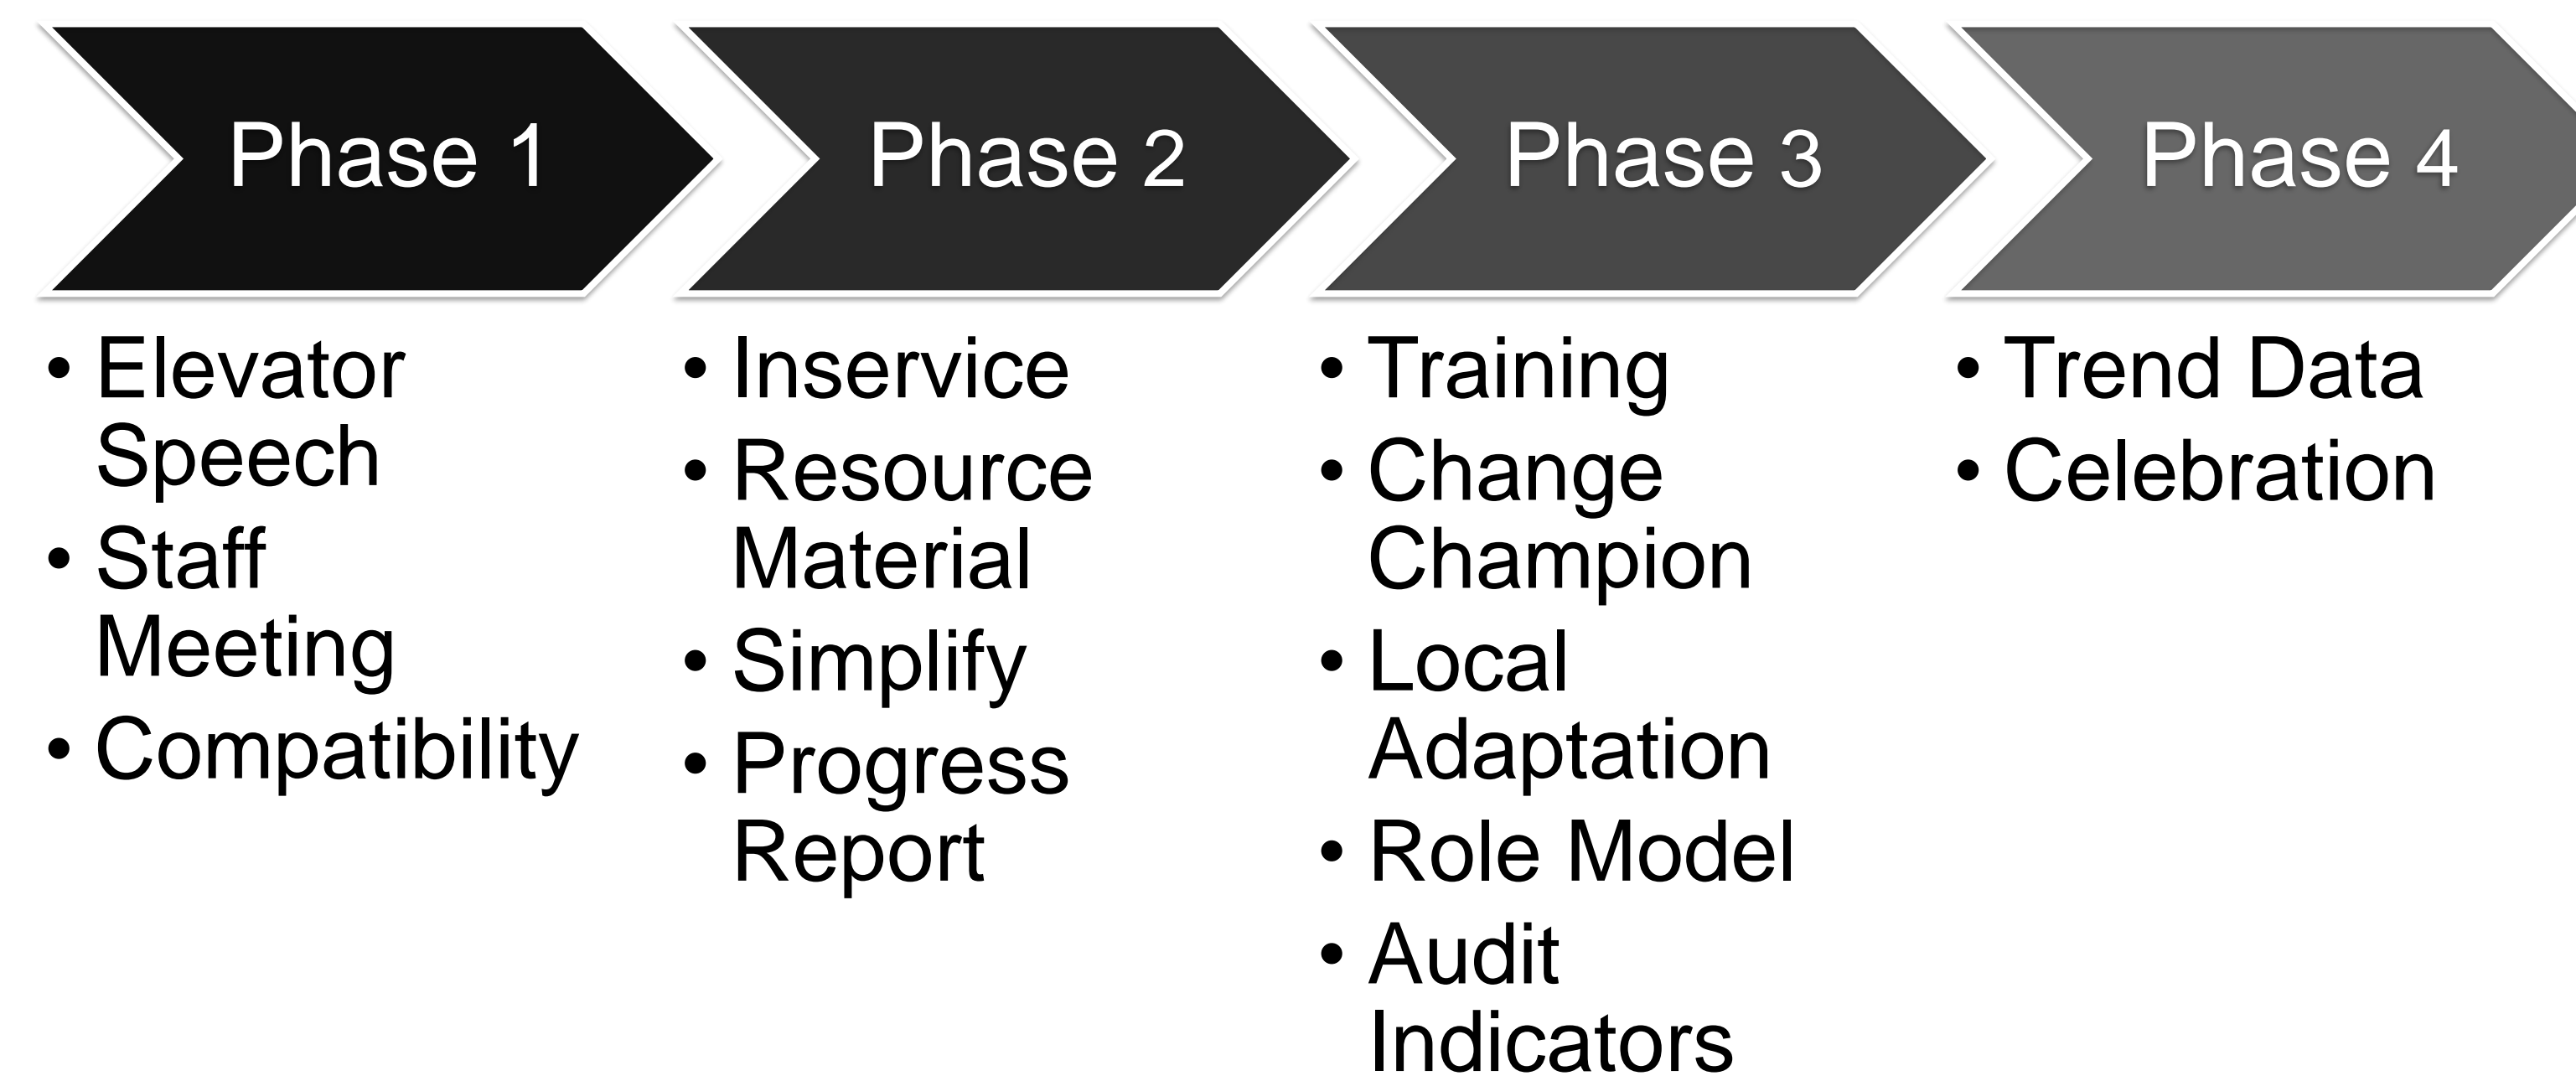 Phase 1
• Elevator
Speech
• Staff
Meeting
• Compatibility
Phase 2
• Inservice
• Resource
Material
• Simplify
• Progress
Report
Phase 3
• Training
• Change
Champion
• Local
Adaptation
• Role Model
• Audit
Indicators
Phase 4
• Trend Data
• Celebration